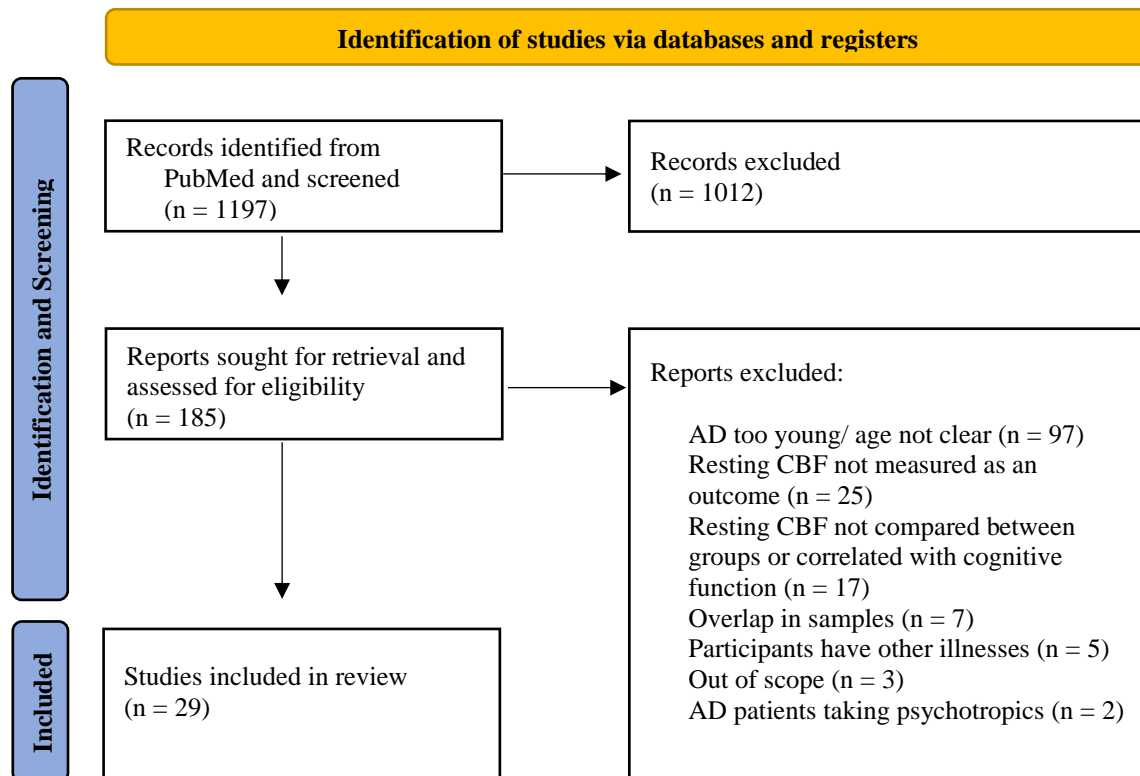 Identification of studies via databases and registers
Identification and Screening
Records identified from
PubMed and screened
(n = 1197)
Records excluded
(n = 1012)
Reports sought for retrieval and
assessed for eligibility
(n = 185)
Reports excluded:
AD too young/ age not clear (n = 97)
Resting CBF not measured as an
outcome (n = 25)
Resting CBF not compared between
groups or correlated with cognitive
function (n = 17)
Overlap in samples (n = 7)
Participants have other illnesses (n = 5)
Out of scope (n = 3)
AD patients taking psychotropics (n = 2)
Included
Studies included in review
(n = 29)